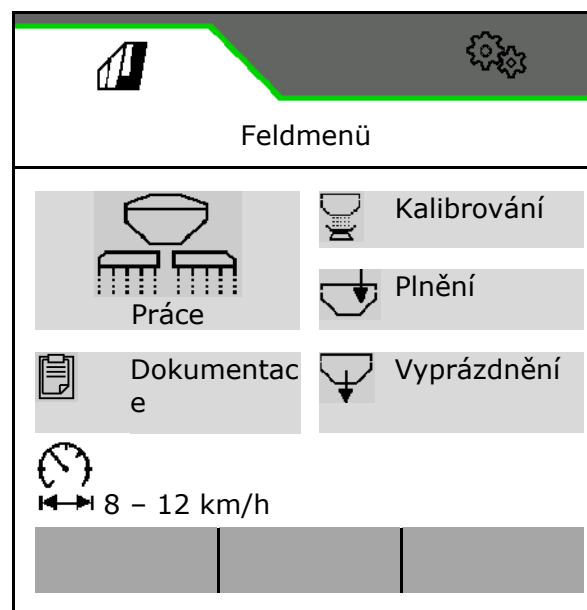 Feldmenü
Práce
Kalibrování
Plnění
Dokumentac
e
Vyprázdnění
8 – 12 km/h